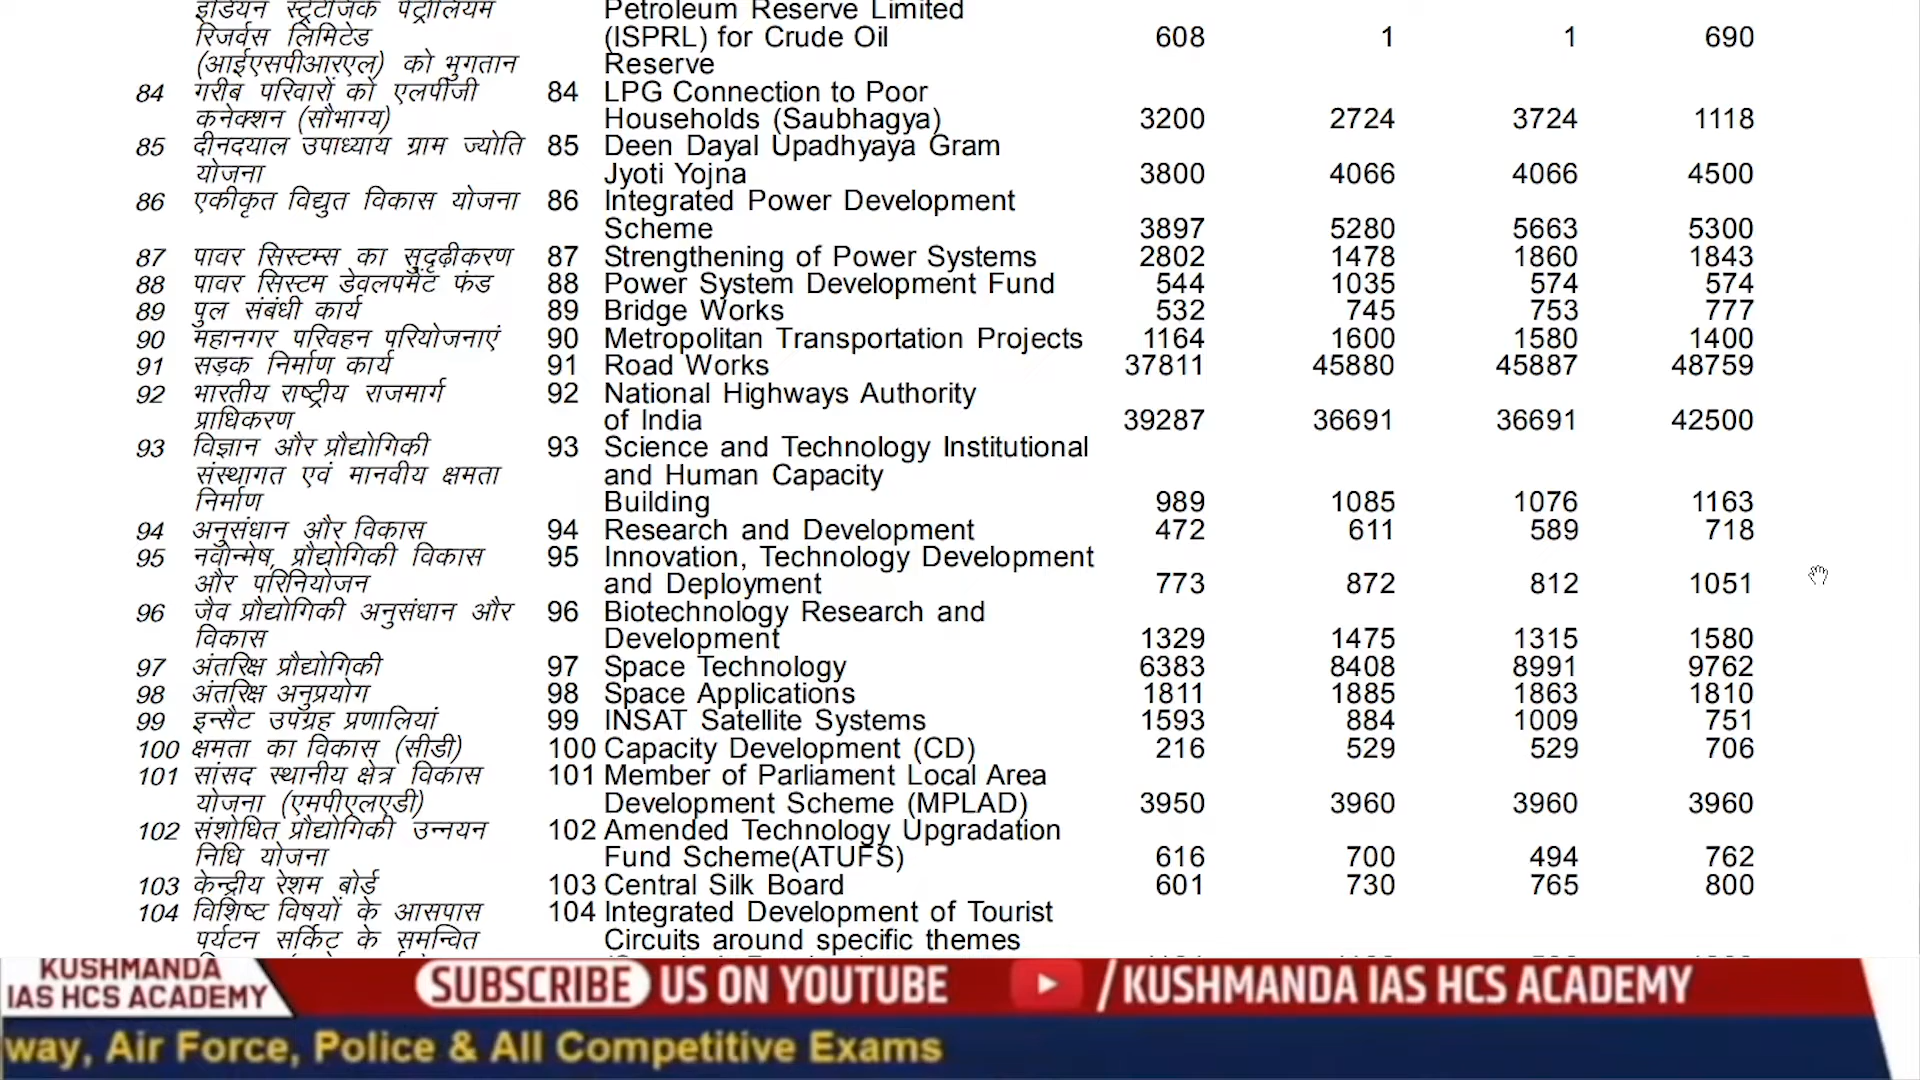 इंडियन स्ट्रेटेजिक पेट्रोलियम Petroleum Reserve Limited
रिजर्वस लिमिटेड (ISPRL) for Crude Oil 608 1 1 690
(आईएसपीआरएल) को भुगतान Reserve
84 गरीब परिवारों को एलपीजी 84 LPG Connection to Poor
कनेक्शन (सौभाग्य) Households (Saubhagya) 3200 2724 3724 1118
85 दीनदयाल उपाध्याय ग्राम ज्योति 85 Deen Dayal Upadhyaya Gram
योजना Jyoti Yojna 3800 4066 4066 4500
86 एकीकृत विद्युत विकास योजना 86 Integrated Power Development
Scheme 3897 5280 5663 5300
87 पावर सिस्टम्स का सुदृढ़ीकरण 87 Strengthening of Power Systems 2802 1478 1860 1843
88 पावर सिस्टम डेवलपमेंट फंड 88 Power System Development Fund 544 1035 574 574
89 पुल संबंधी कार्य 89 Bridge Works 532 745 753 777
90 महानगर परिवहन परियोजनाएं 90 Metropolitan Transportation Projects 1164 1600 1580 1400
91 सड़क निर्माण कार्य 91 Road Works 37811 45880 45887 48759
92 भारतीय राष्ट्रीय राजमार्ग 92 National Highways Authority
प्राधिकरण of India 39287 36691 36691 42500
93 विज्ञान और प्रौद्योगिकी 93 Science and Technology Institutional
संस्थागत एवं मानवीय क्षमता and Human Capacity
निर्माण Building 989 1085 1076 1163
94 अनुसंधान और विकास 94 Research and Development 472 611 589 718
95 नवोन्मेष, प्रौद्योगिकी विकास 95 Innovation, Technology Development
और परिनियोजन and Deployment 773 872 812 1051
96 जैव प्रौद्योगिकी अनुसंधान और 96 Biotechnology Research and
विकास Development 1329 1475 1315 1580
97 अंतरिक्ष प्रौद्योगिकी 97 Space Technology 6383 8408 8991 9762
98 अंतरिक्ष अनुप्रयोग 98 Space Applications 1811 1885 1863 1810
99 इन्सैट उपग्रह प्रणालियां 99 INSAT Satellite Systems 1593 884 1009 751
100 क्षमता का विकास (सीडी) 100 Capacity Development (CD) 216 529 529 706
101 सांसद स्थानीय क्षेत्र विकास 101 Member of Parliament Local Area
योजना (एमपीएलएडी) Development Scheme (MPLAD) 3950 3960 3960 3960
102 संशोधित प्रौद्योगिकी उन्नयन 102 Amended Technology Upgradation
निधि योजना Fund Scheme(ATUFS) 616 700 494 762
103 केन्द्रीय रेशम बोर्ड 103 Central Silk Board 601 730 765 800
104 विशिष्ट विषयों के आसपास 104 Integrated Development of Tourist
पर्यटन सर्किट के समन्वित Circuits around specific themes
KUSHMANDA
IAS HCS ACADEMY
SUBSCRIBE US ON YOUTUBE /KUSHMANDA IAS HCS ACADEMY
way, Air Force, Police & All Competitive Exams